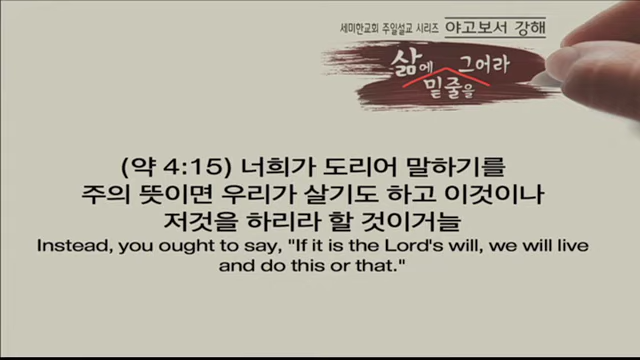 세미한교회 주일설교 시리즈 야고보서 강해
삶에 밑줄을 그어라
(약 4:15) 너희가 도리어 말하기를
주의 뜻이면 우리가 살기도 하고 이것이나
저것을 하리라 할 것이거늘
Instead, you ought to say, "If it is the Lord's will, we will live
and do this or that."